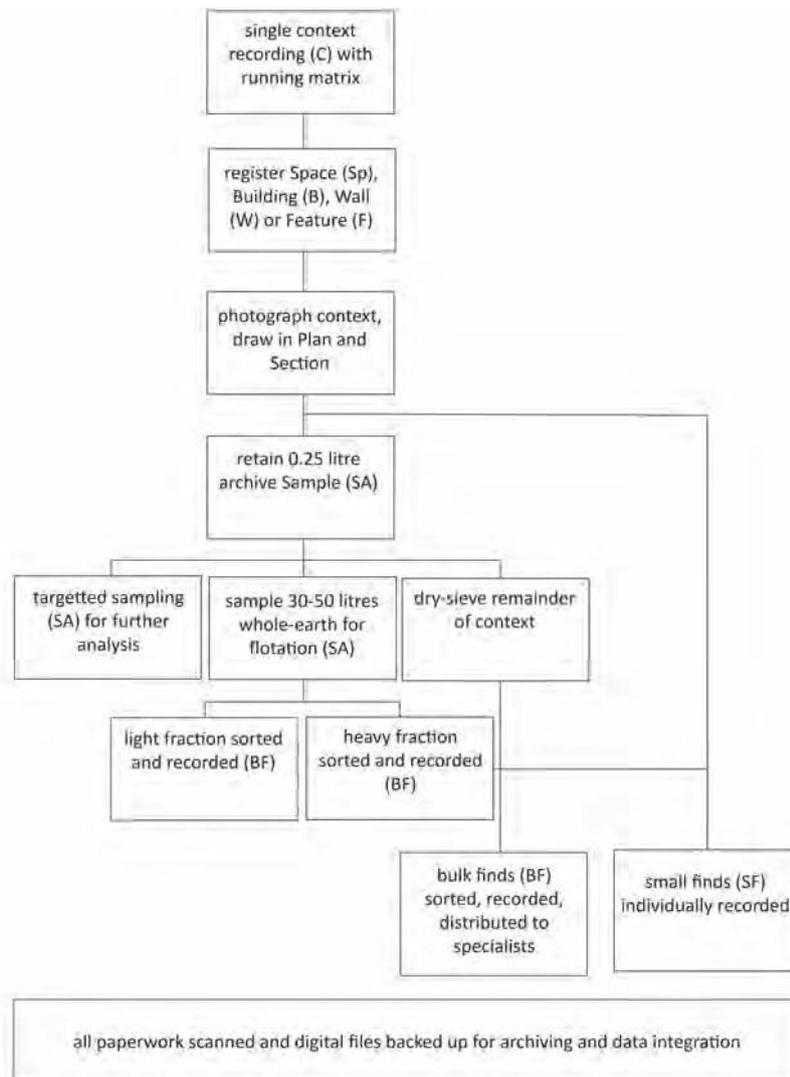 single context
recording (C) with
running matrix
register Space (Sp),
Building (B), Wall
(W) or Feature (F)
photograph context,
draw in Plan and
Section
retain 0.25 litre
archive Sample (SA)
targetted sampling
(SA) for further
analysis
sample 30-50 litres
whole-earth for
flotation (SA)
dry-sieve remainder
of context
light fraction sorted
and recorded (BF)
heavy fraction
sorted and recorded
(BF)
bulk finds (BF)
sorted, recorded,
distributed to
specialists
small finds (SF)
individually recorded
all paperwork scanned and digital files backed up for archiving and data integration